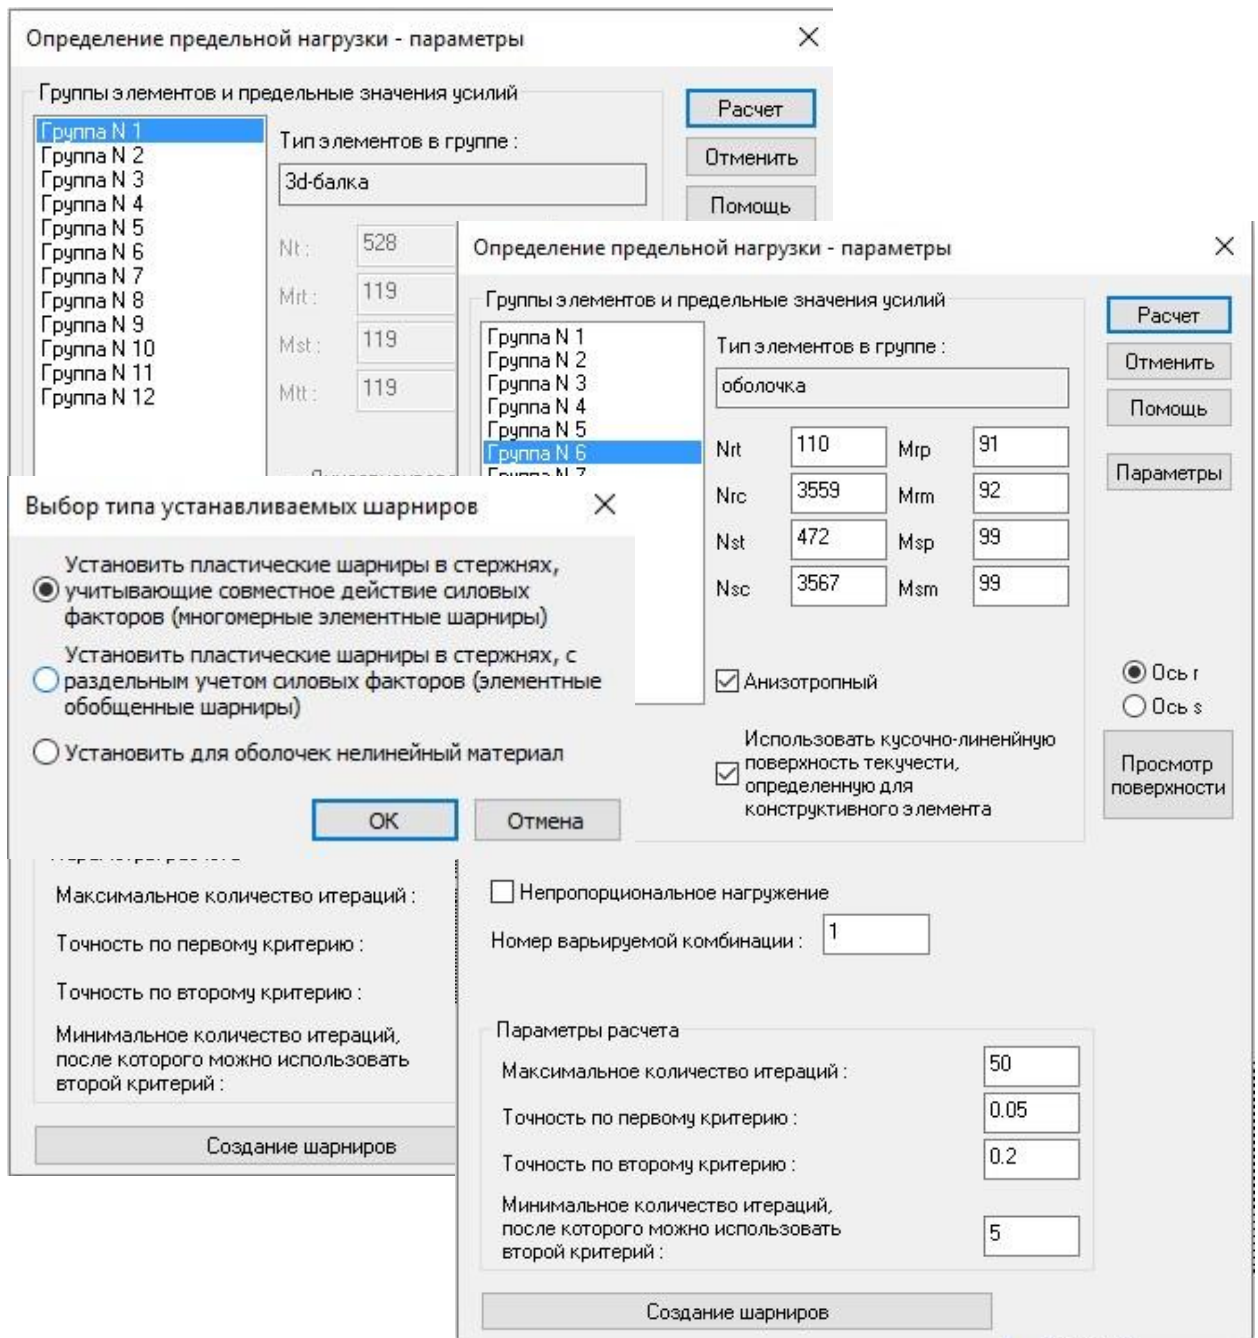 Определение предельной нагрузки - параметры
Группы элементов и предельные значения усилий
Группа N 1
Группа N 2
Группа N 3
Группа N 4
Группа N 5
Группа N 6
Группа N 7
Группа N 8
Группа N 9
Группа N 10
Группа N 11
Группа N 12
Тип элементов в группе :
3d-балка
Nt : 528
Mrt : 119
Mst : 119
Mtt : 119
Расчет
Отменить
Помощь
Определение предельной нагрузки - параметры
Группы элементов и предельные значения усилий
Группа N 1
Группа N 2
Группа N 3
Группа N 4
Группа N 5
Группа N 6
Группа N 7
Тип элементов в группе :
оболочка
Nrt 110 Mrp 91
Nrc 3559 Mrm 92
Nst 472 Msp 99
Nsc 3567 Msm 99
Анизотропный
Использовать кусочно-линенйную
поверхность текучести,
определенную для
конструктивного элемента
Расчет
Отменить
Помощь
Параметры
Ось r
Ось s
Просмотр
поверхности
Выбор типа устанавливаемых шарниров
Установить пластические шарниры в стержнях,
учитывающие совместное действие силовых
факторов (многомерные элементные шарниры)
Установить пластические шарниры в стержнях, с
раздельным учетом силовых факторов (элементные
обобщенные шарниры)
Установить для оболочек нелинейный материал
ОК
Отмена
Максимальное количество итераций :
Точность по первому критерию :
Точность по второму критерию :
Минимальное количество итераций,
после которого можно использовать
второй критерий :
Создание шарниров
Непропорциональное нагружение
Номер варьируемой комбинации : 1
Параметры расчета
Максимальное количество итераций : 50
Точность по первому критерию : 0.05
Точность по второму критерию : 0.2
Минимальное количество итераций,
после которого можно использовать
второй критерий : 5
Создание шарниров